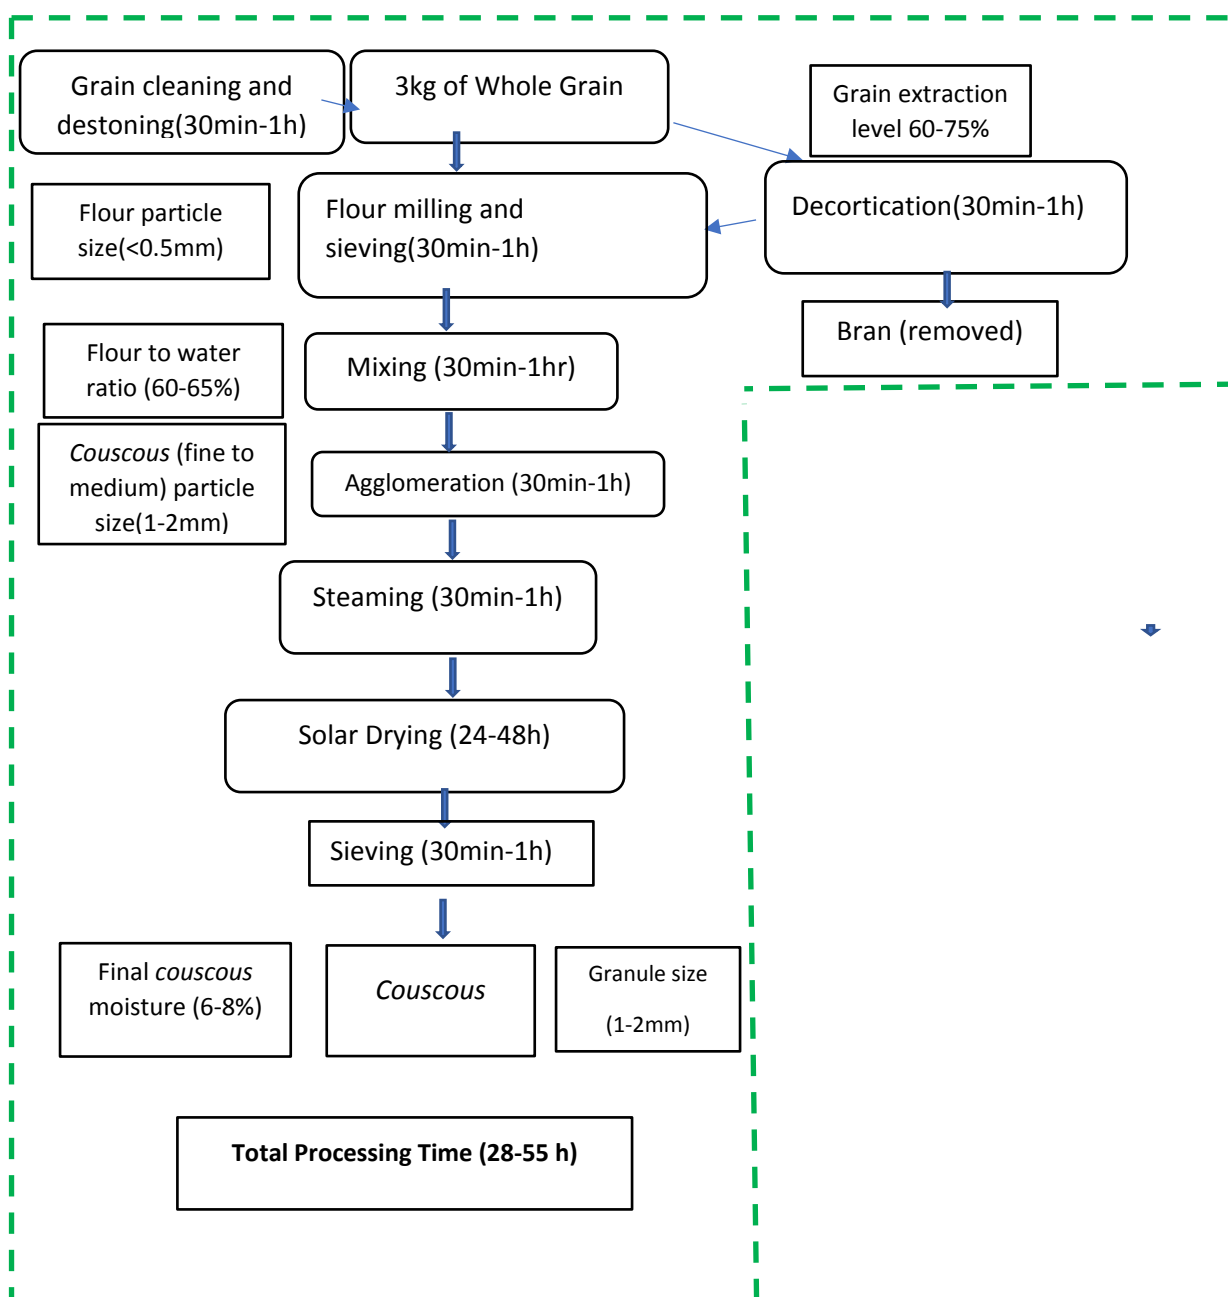 Grain cleaning and
destoning(30min-1h)
3kg of Whole Grain
Grain extraction
level 60-75%
Flour particle
size(<0.5mm)
Flour milling and
sieving(30min-1h)
Decortication(30min-1h)
Bran (removed)
Flour to water
ratio (60-65%)
Mixing (30min-1hr)
Couscous (fine to
medium) particle
size(1-2mm)
Agglomeration (30min-1h)
Steaming (30min-1h)
Solar Drying (24-48h)
Sieving (30min-1h)
Final couscous
moisture (6-8%)
Couscous
Granule size
(1-2mm)
Total Processing Time (28-55 h)